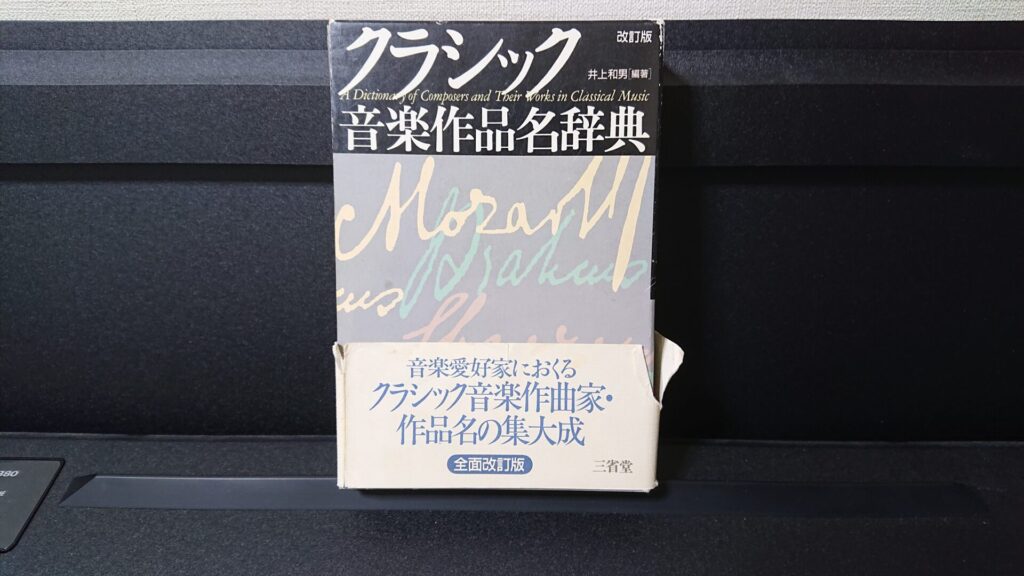 クラシック
改訂版
井上和男[編著]
A Dictionary of Composers and Their Works in Classical Music
音楽作品名辞典
Mozart
Brahms
音楽愛好家におくる
クラシック音楽作曲家・
作品名の集大成
全面改訂版
三省堂